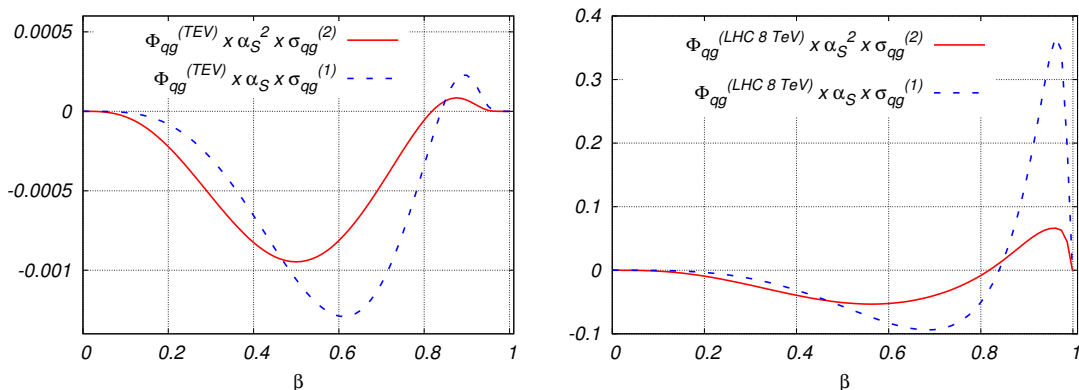 0.0005
0
-0.0005
-0.001
Φqg(TEV) x αS2 x σqg(2)
Φqg(TEV) x αS x σqg(1)
0 0.2 0.4 0.6 0.8 1
β
0.4
0.3
0.2
0.1
0
-0.1
Φqg(LHC 8 TeV) x αS2 x σqg(2)
Φqg(LHC 8 TeV) x αS x σqg(1)
0 0.2 0.4 0.6 0.8 1
β